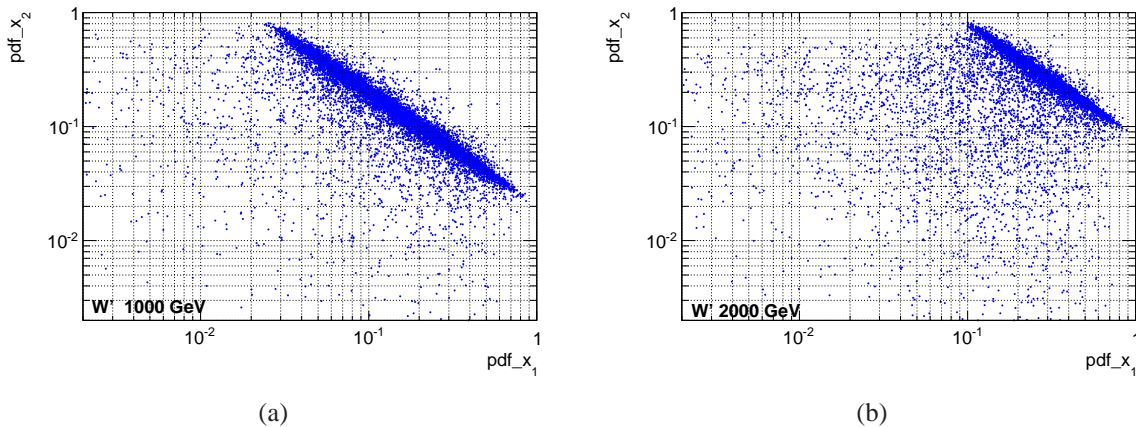 pdf_x₂
1
10⁻¹
10⁻²
W' 1000 GeV
10⁻² 10⁻¹ 1
pdf_x₁
(a)
pdf_x₂
1
10⁻¹
10⁻²
W' 2000 GeV
10⁻² 10⁻¹ 1
pdf_x₁
(b)